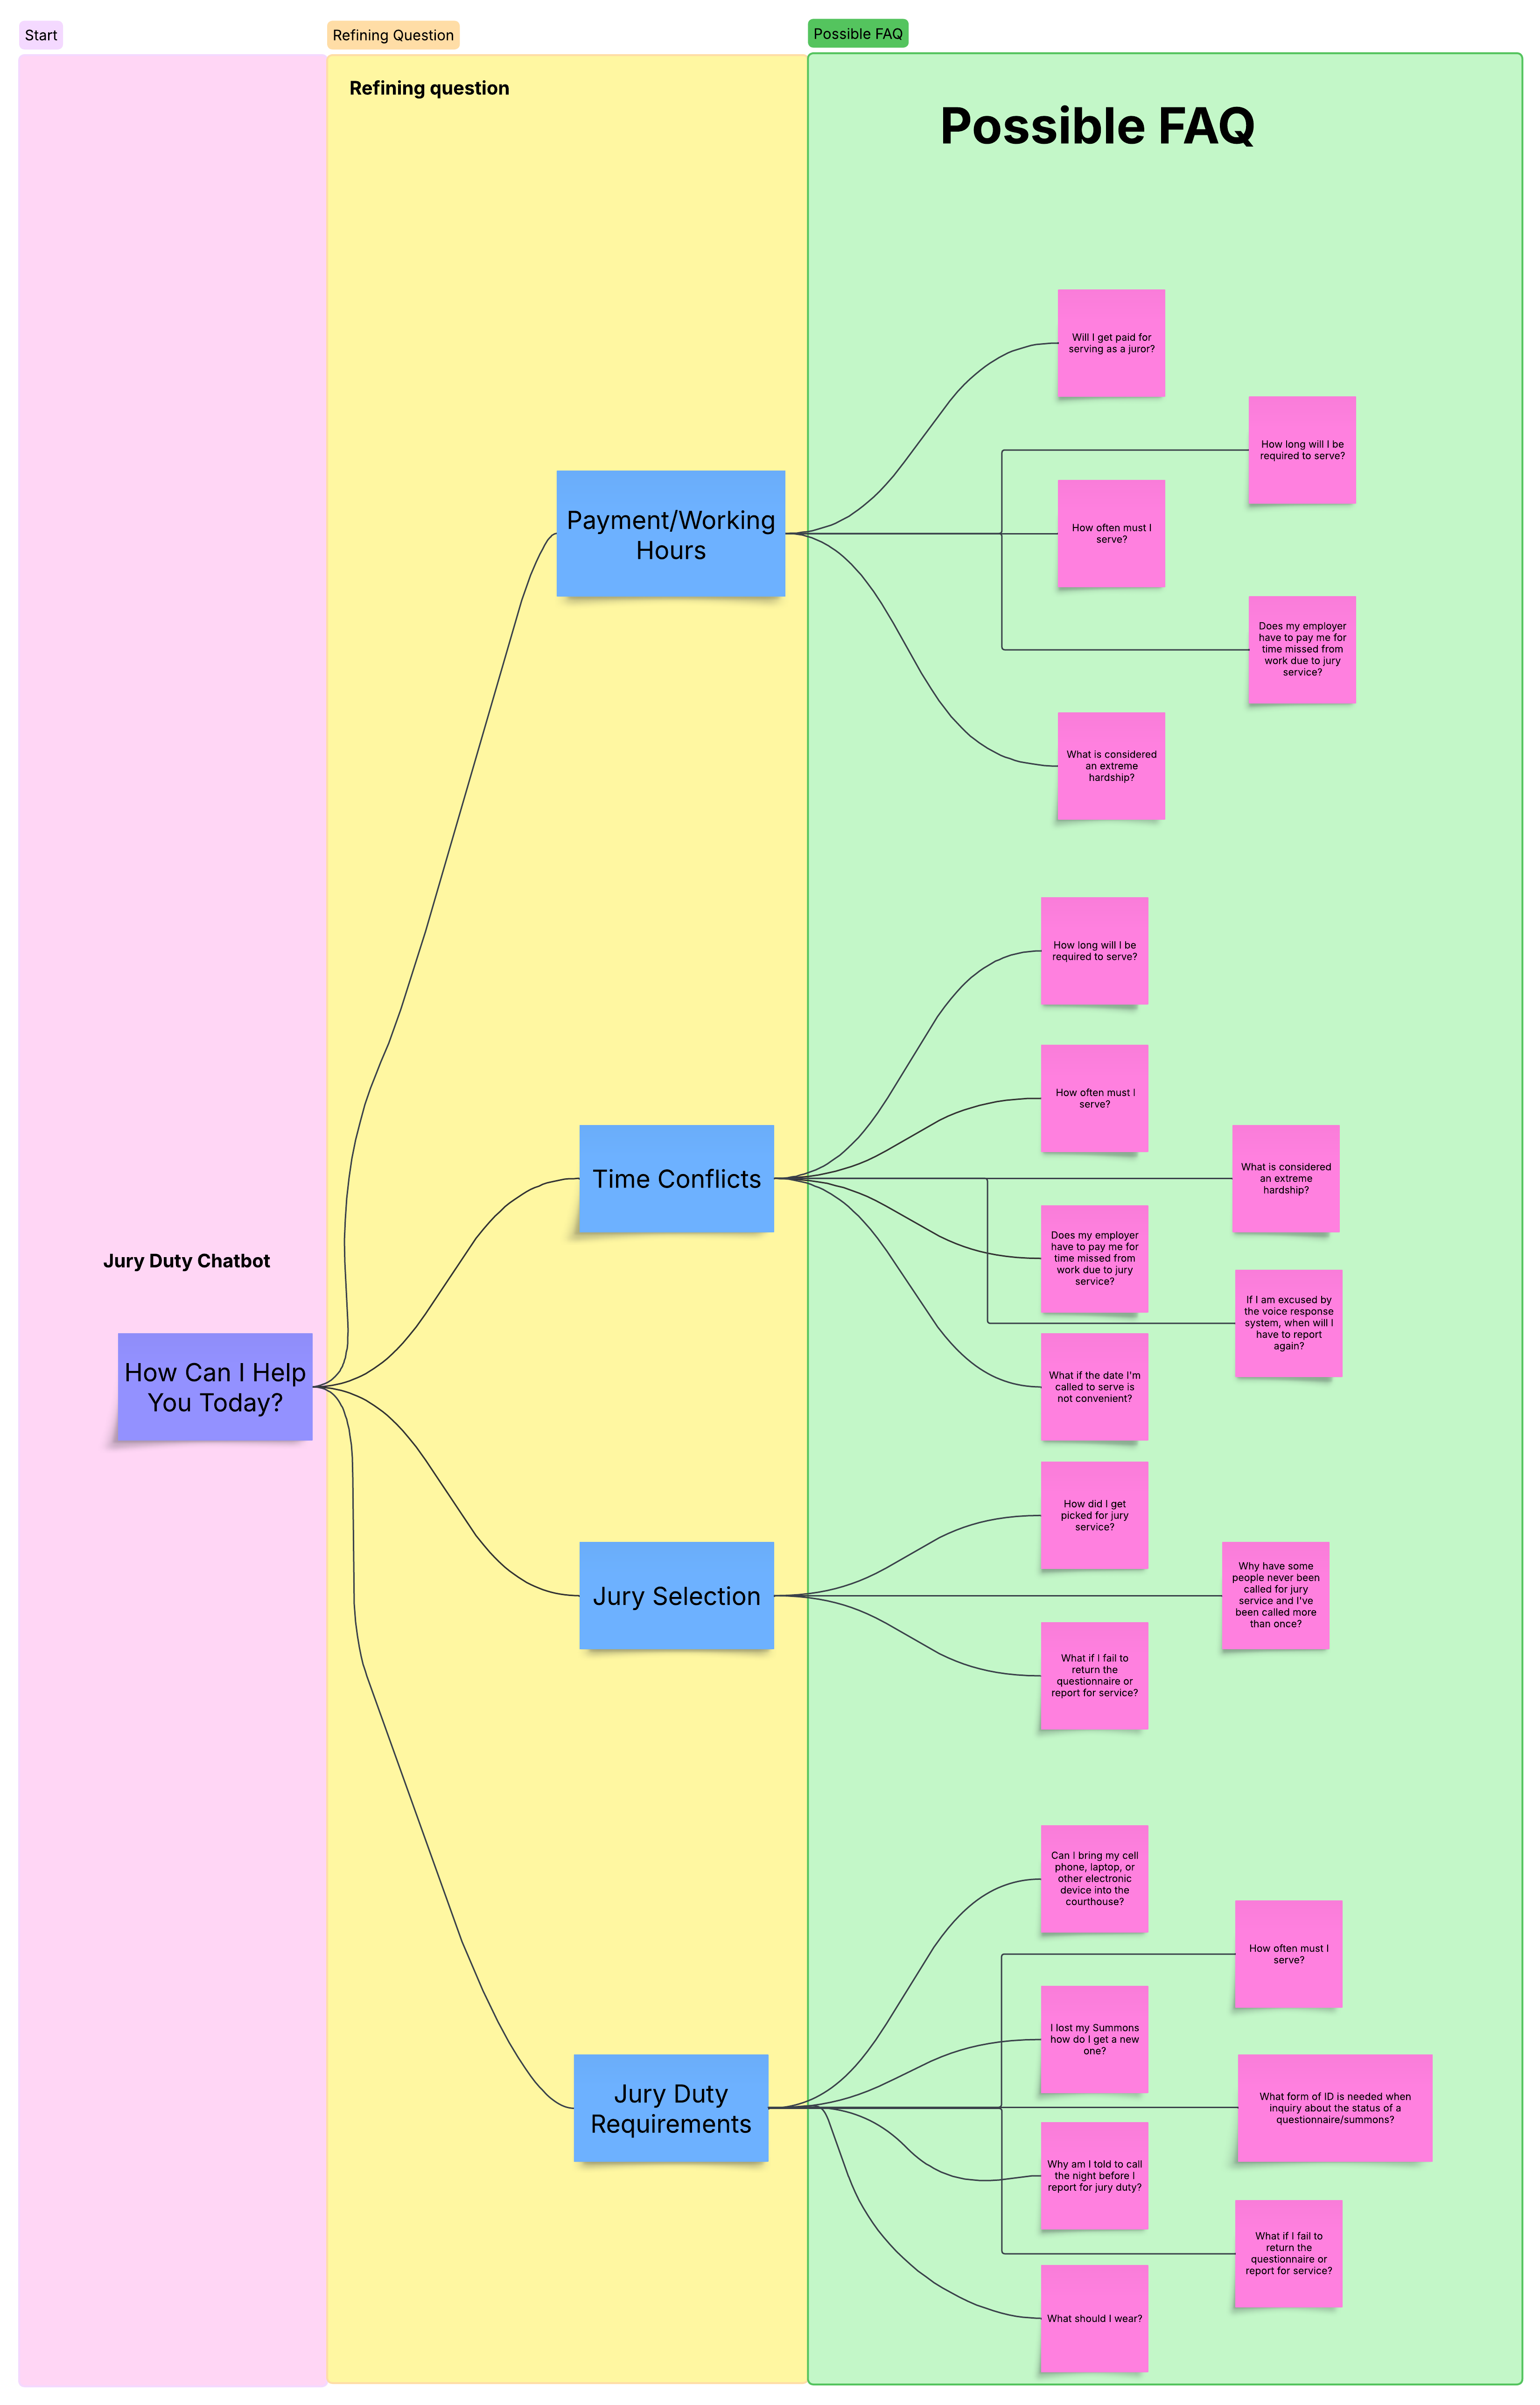 Start
Refining Question
Possible FAQ
Refining question
Possible FAQ
Will I get paid for
serving as a juror?
How long will I be
required to serve?
Payment/Working
Hours
How often must I
serve?
Does my employer
have to pay me for
time missed from
work due to jury
service?
What is considered
an extreme
hardship?
How long will I be
required to serve?
How often must I
serve?
Time Conflicts
What is considered
an extreme
hardship?
Does my employer
have to pay me for
time missed from
work due to jury
service?
If I am excused by
the voice response
system, when will I
have to report
again?
Jury Duty Chatbot
How Can I Help
You Today?
What if the date I'm
called to serve is
not convenient?
How did I get
picked for jury
service?
Jury Selection
Why have some
people never been
called for jury
service and I've
been called more
than once?
What if I fail to
return the
questionnaire or
report for service?
Can I bring my cell
phone, laptop, or
other electronic
device into the
courthouse?
How often must I
serve?
I lost my Summons
how do I get a new
one?
Jury Duty
Requirements
What form of ID is needed when
inquiry about the status of a
questionnaire/summons?
Why am I told to call
the night before I
report for jury duty?
What if I fail to
return the
questionnaire or
report for service?
What should I wear?